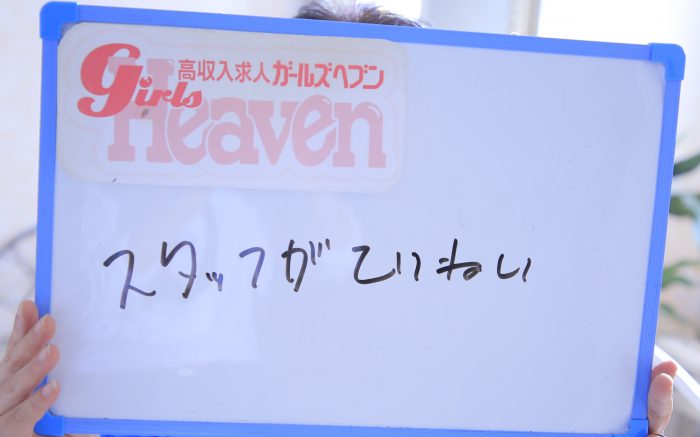 高収入求人ガールズヘブン
Girls
Heaven
スタッフがていねい